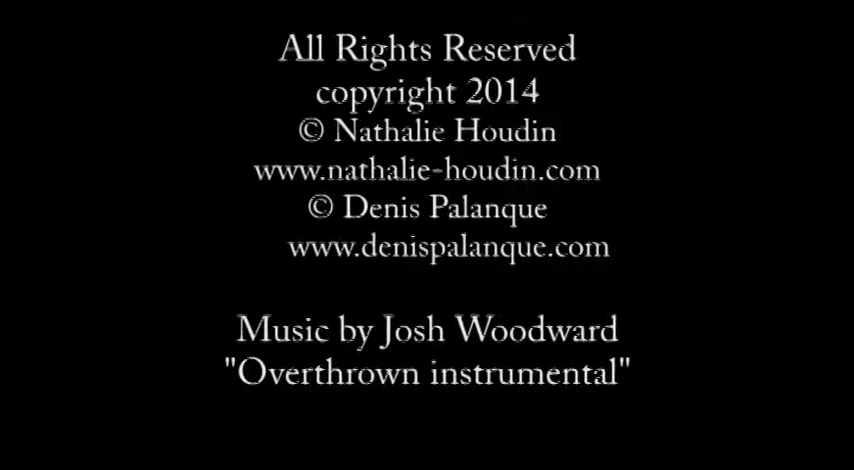 All Rights Reserved
copyright 2014
© Nathalie Houdin
www.nathalie-houdin.com
© Denis Palanque
www.denispalanque.com
Music by Josh Woodward
"Overthrown instrumental"